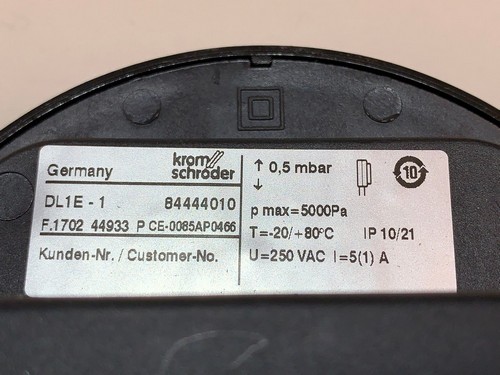 Germany
krom
schröder
DL1E - 1 84444010
F.1702 44933 P CE-0085AP0466
Kunden-Nr. / Customer-No.
↑ 0,5 mbar
↓
10
p max=5000Pa
T=-20/+80°C IP 10/21
U=250 VAC I=5(1) A